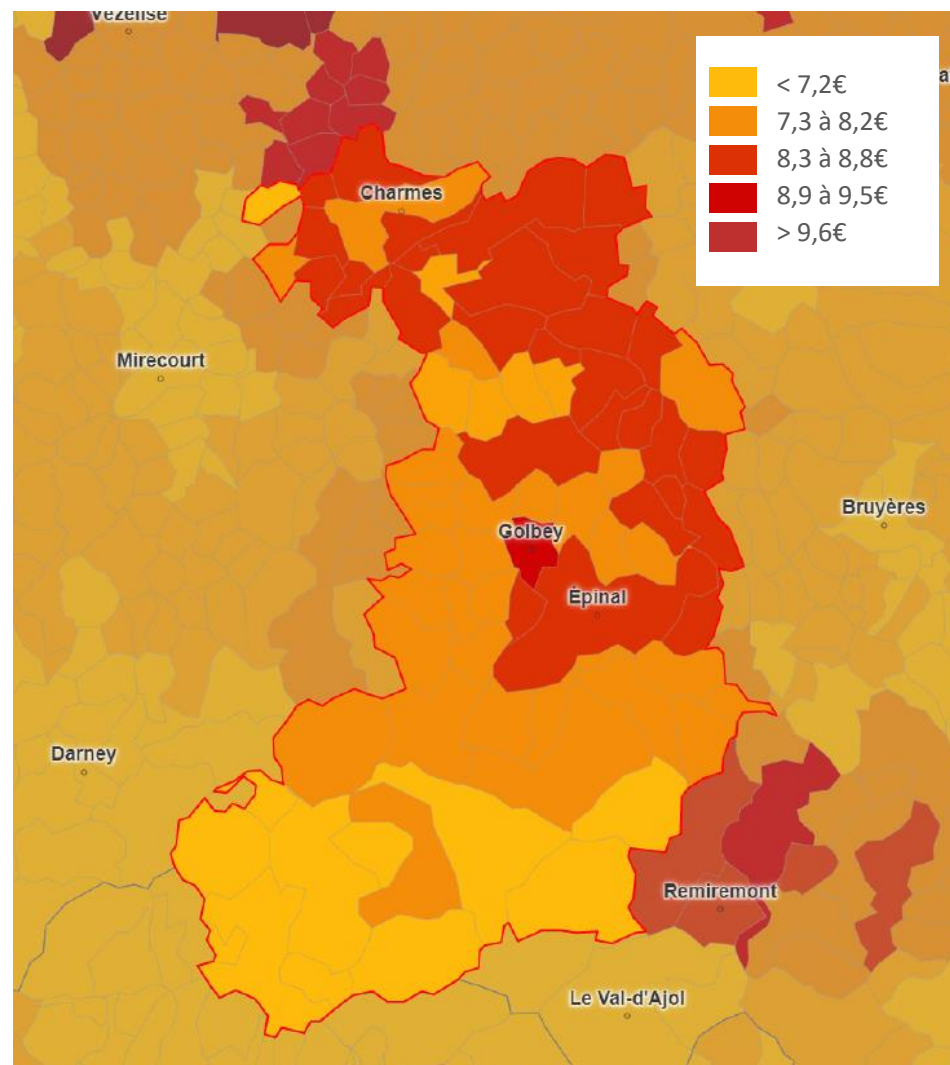 Vézelise
< 7,2€
7,3 à 8,2€
8,3 à 8,8€
8,9 à 9,5€
> 9,6€
Charmes
Mirecourt
Bruyères
Golbey
Épinal
Darney
Remiremont
Le Val-d'Ajol